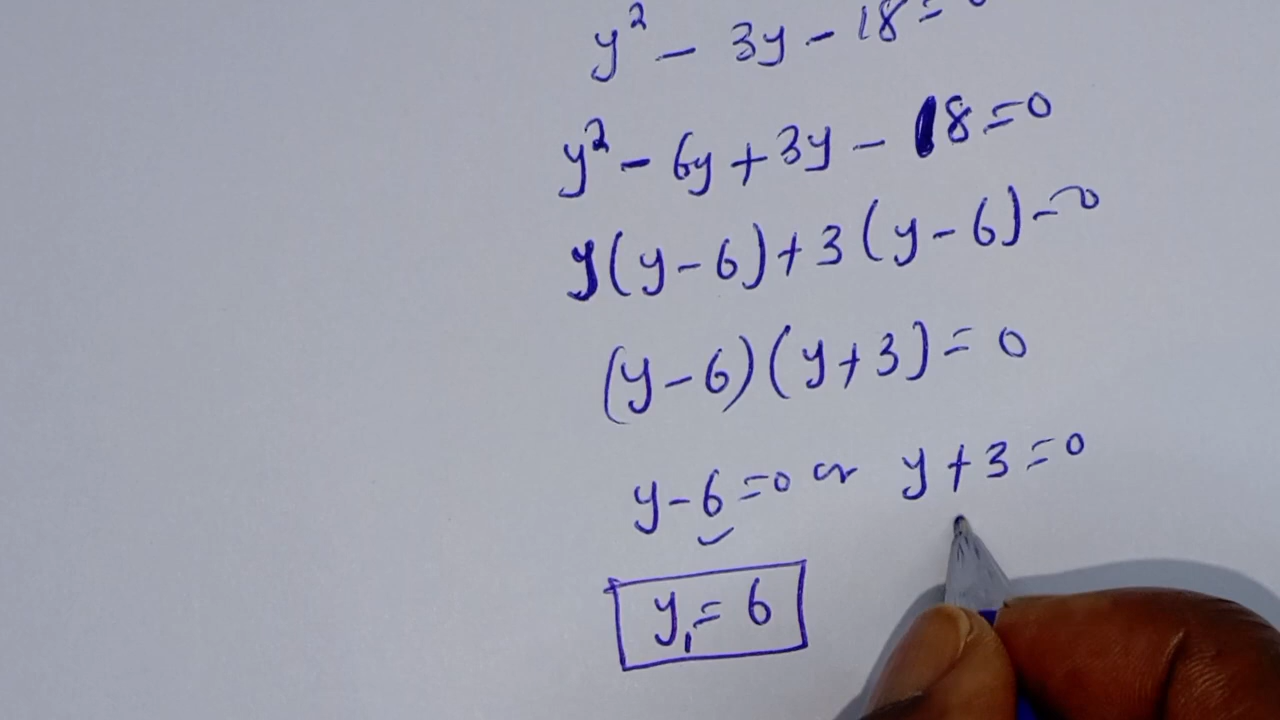 y² - 3y - 18 = 0
y² - 6y + 3y - 18 = 0
y(y - 6) + 3(y - 6) = 0
(y - 6)(y + 3) = 0
y - 6 = 0 or y + 3 = 0
y₁ = 6